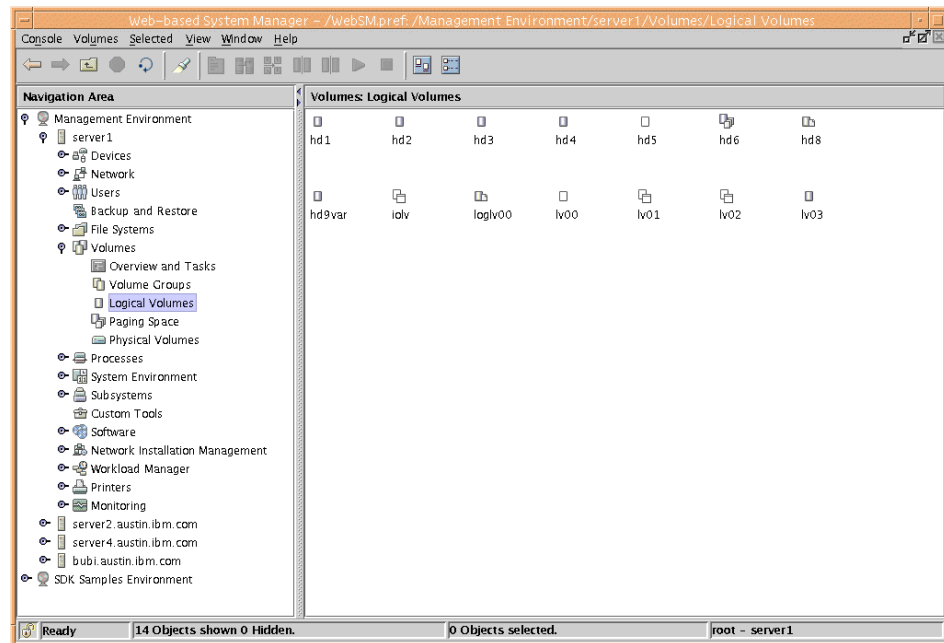 Web-based System Manager - /WebSM.pref: /Management Environment/server1/Volumes/Logical Volumes
Console Volumes Selected View Window Help
Navigation Area
Management Environment
server1
Devices
Network
Users
Backup and Restore
File Systems
Volumes
Overview and Tasks
Volume Groups
Logical Volumes
Paging Space
Physical Volumes
Processes
System Environment
Subsystems
Custom Tools
Software
Network Installation Management
Workload Manager
Printers
Monitoring
server2.austin.ibm.com
server4.austin.ibm.com
bubi.austin.ibm.com
SDK Samples Environment
Volumes: Logical Volumes
hd1 hd2 hd3 hd4 hd5 hd6 hd8
hd9var iolv loglv00 lv00 lv01 lv02 lv03
Ready 14 Objects shown 0 Hidden. 0 Objects selected. root - server1